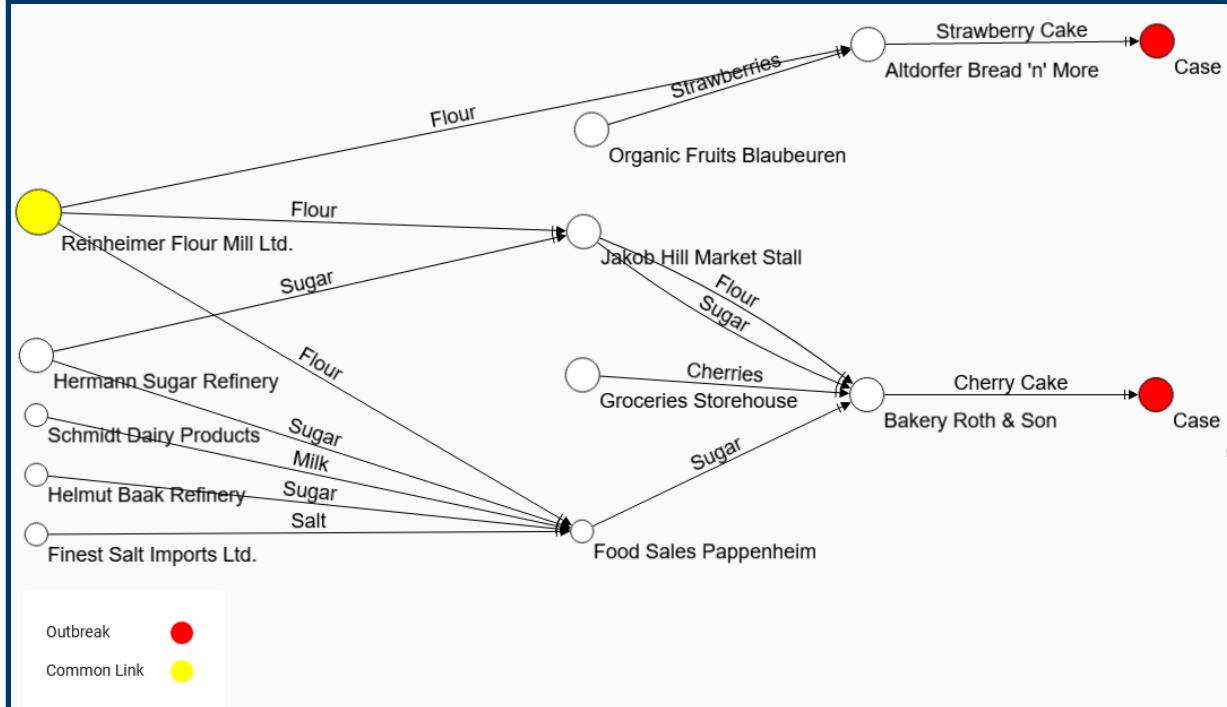 Strawberry Cake
Case
Altdorfer Bread 'n' More
Strawberries
Flour
Organic Fruits Blaubeuren
Flour
Reinheimer Flour Mill Ltd.
Jakob Hill Market Stall
Sugar
Flour
Sugar
Flour
Hermann Sugar Refinery
Cherries
Groceries Storehouse
Cherry Cake
Case
Bakery Roth & Son
Schmidt Dairy Products
Sugar
Milk
Sugar
Helmut Baak Refinery
Sugar
Salt
Finest Salt Imports Ltd.
Food Sales Pappenheim
Outbreak
Common Link